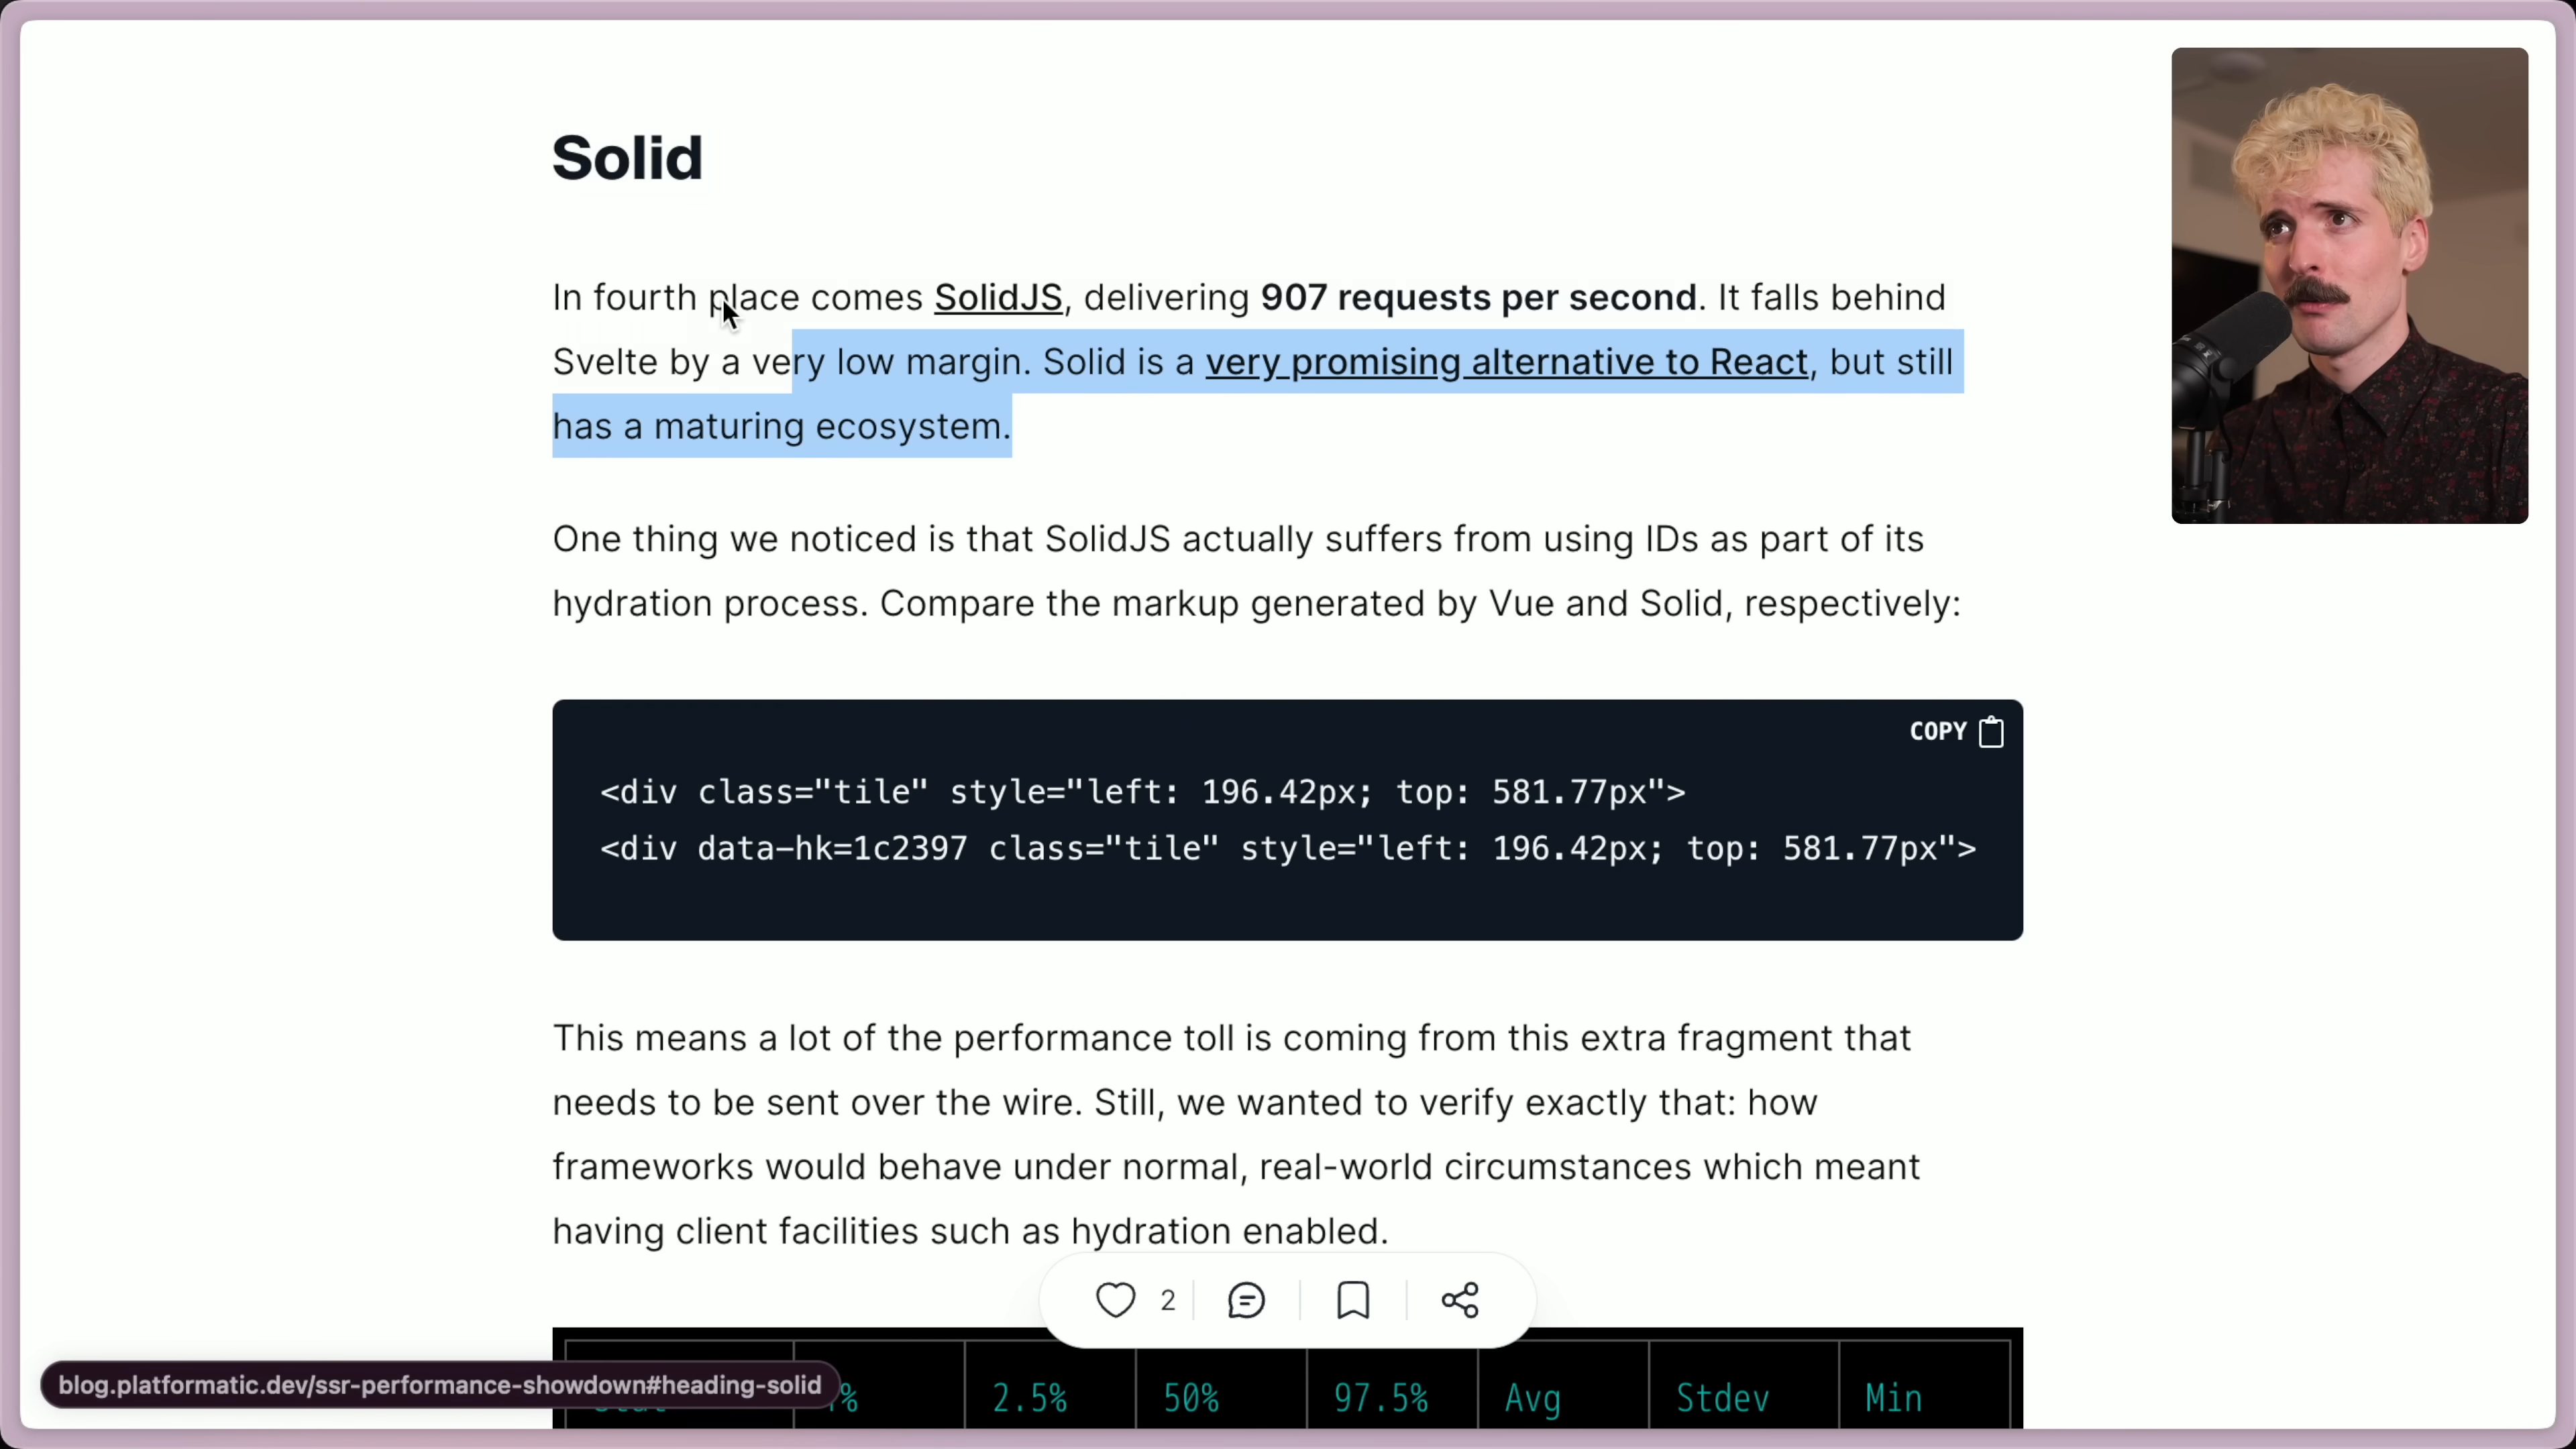 Solid
In fourth place comes SolidJS, delivering 907 requests per second. It falls behind
Svelte by a very low margin. Solid is a very promising alternative to React, but still
has a maturing ecosystem.
One thing we noticed is that SolidJS actually suffers from using IDs as part of its
hydration process. Compare the markup generated by Vue and Solid, respectively:
COPY
<div class="tile" style="left: 196.42px; top: 581.77px">
<div data-hk=1c2397 class="tile" style="left: 196.42px; top: 581.77px">
This means a lot of the performance toll is coming from this extra fragment that
needs to be sent over the wire. Still, we wanted to verify exactly that: how
frameworks would behave under normal, real-world circumstances which meant
having client facilities such as hydration enabled.
2
blog.platformatic.dev/ssr-performance-showdown#heading-solid
2.5% 50% 97.5% Avg Stdev Min